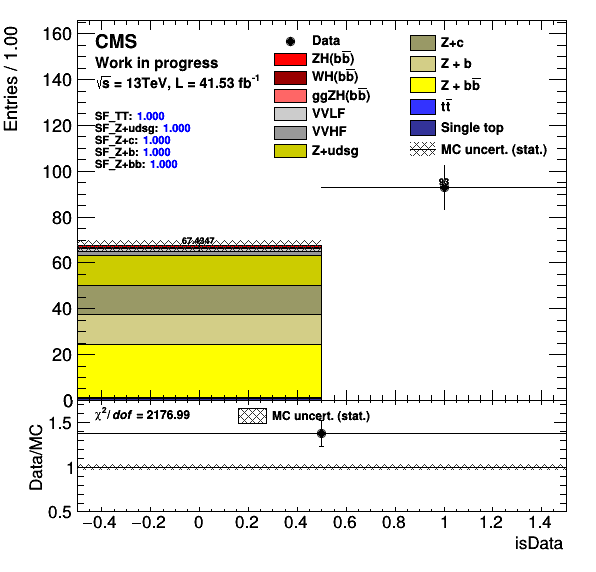 CMS
Work in progress
√s = 13TeV, L = 41.53 fb⁻¹
SF_TT: 1.000
SF_Z+udsg: 1.000
SF_Z+c: 1.000
SF_Z+b: 1.000
SF_Z+bb: 1.000
Data
ZH(bb̅)
WH(bb̅)
ggZH(bb̅)
VVLF
VVHF
Z+udsg
Z+c
Z + b
Z + bb̅
tt̅
Single top
MC uncert. (stat.)
Entries / 1.00
160
140
120
100
80
60
40
20
0
93
67.4947
χ²/dof = 2176.99
MC uncert. (stat.)
Data/MC
1.5
1
0.5
−0.4 −0.2 0 0.2 0.4 0.6 0.8 1 1.2 1.4
isData